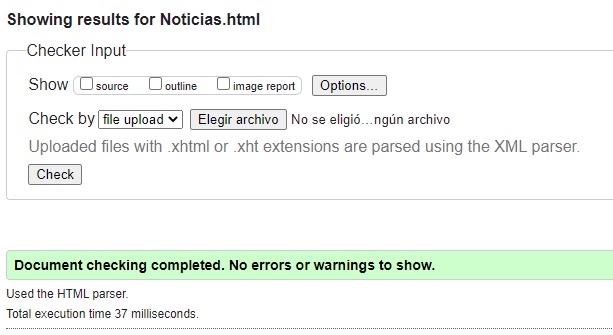 Showing results for Noticias.html
Checker Input
Show source outline image report Options...
Check by file upload Elegir archivo No se eligió...ngún archivo
Uploaded files with .xhtml or .xht extensions are parsed using the XML parser.
Check
Document checking completed. No errors or warnings to show.
Used the HTML parser.
Total execution time 37 milliseconds.